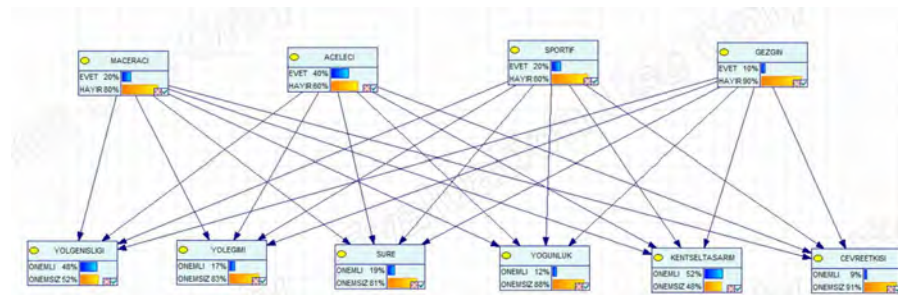 MACERACI
EVET 20%
HAYIR 80%
ACELECI
EVET 40%
HAYIR 60%
SPORTIF
EVET 20%
HAYIR 80%
GEZGIN
EVET 10%
HAYIR 90%
YOLGENISLIGI
ONEMLI 48%
ONEMSIZ 52%
YOLEGIMI
ONEMLI 17%
ONEMSIZ 83%
SURE
ONEMLI 19%
ONEMSIZ 81%
YOGUNLUK
ONEMLI 12%
ONEMSIZ 88%
KENTSELTASARIM
ONEMLI 52%
ONEMSIZ 48%
CEVREETKISI
ONEMLI 9%
ONEMSIZ 91%